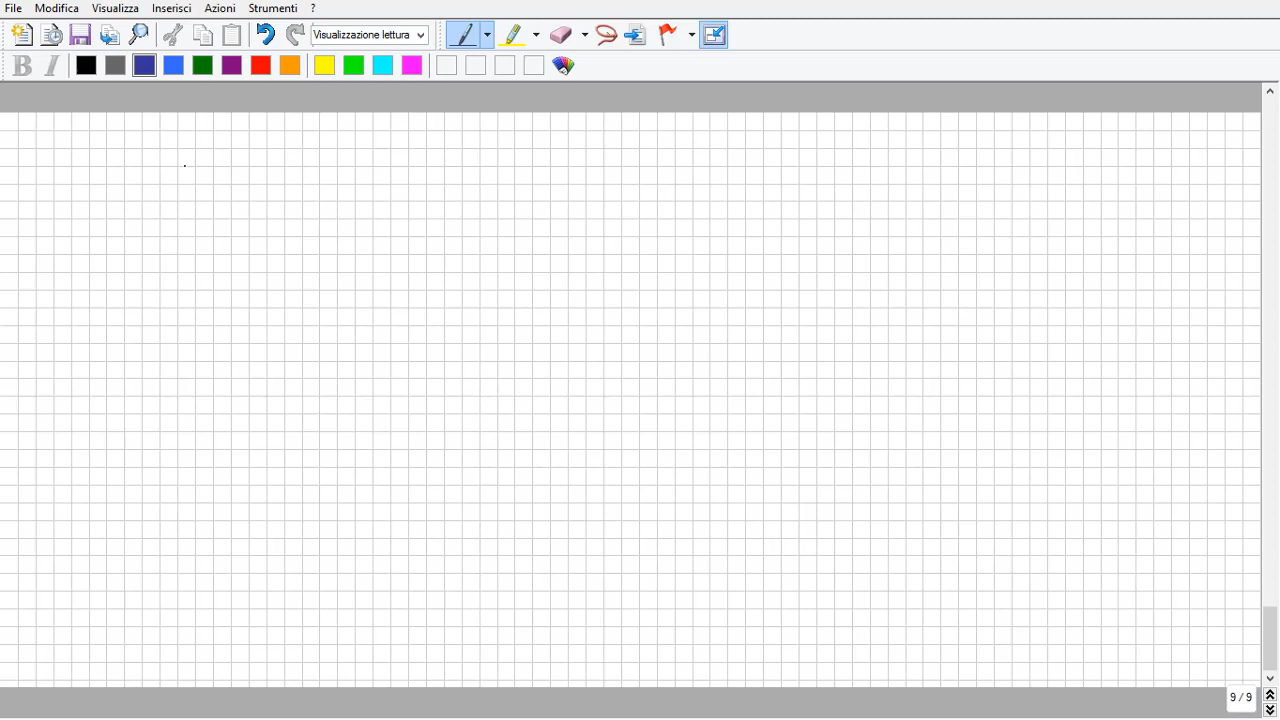 File Modifica Visualizza Inserisci Azioni Strumenti ?
Visualizzazione lettura
B I
9 / 9